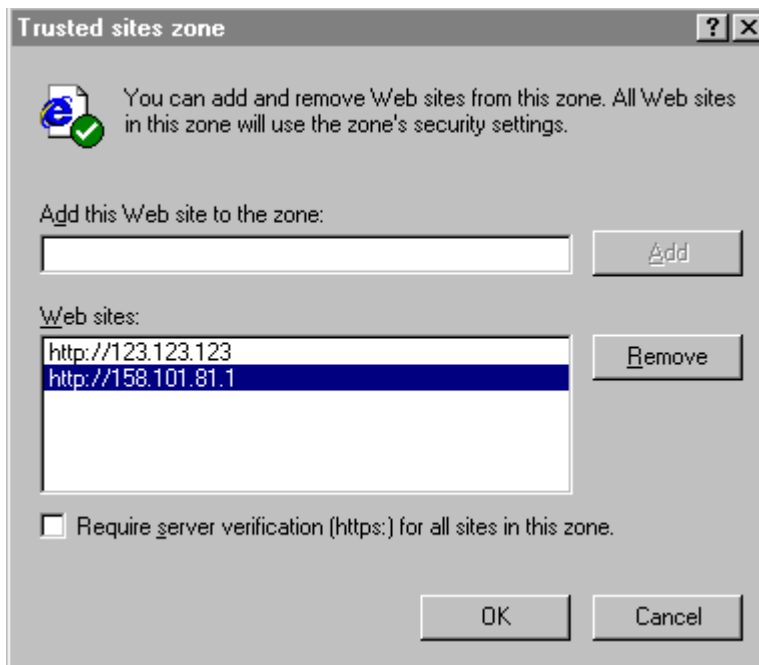 Trusted sites zone
You can add and remove Web sites from this zone. All Web sites
in this zone will use the zone's security settings.
Add this Web site to the zone:
Add
Web sites:
http://123.123.123
http://158.101.81.1
Remove
Require server verification (https:) for all sites in this zone.
OK
Cancel